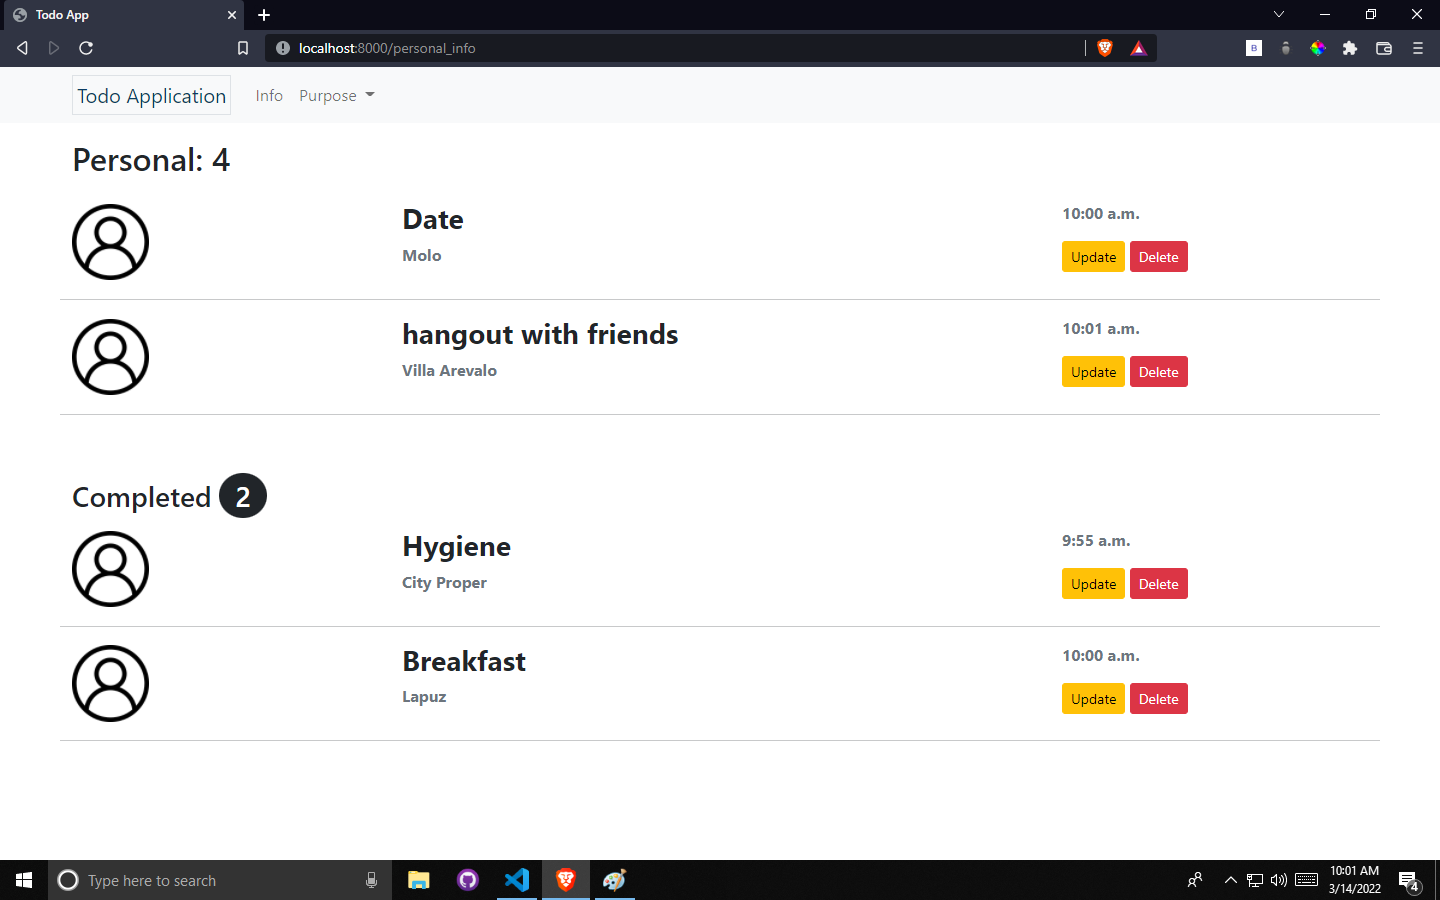 Todo App
localhost:8000/personal_info
B
Todo Application Info Purpose
Personal: 4
Date
Molo
10:00 a.m.
Update Delete
hangout with friends
Villa Arevalo
10:01 a.m.
Update Delete
Completed 2
Hygiene
City Proper
9:55 a.m.
Update Delete
Breakfast
Lapuz
10:00 a.m.
Update Delete
Type here to search
10:01 AM
3/14/2022
4